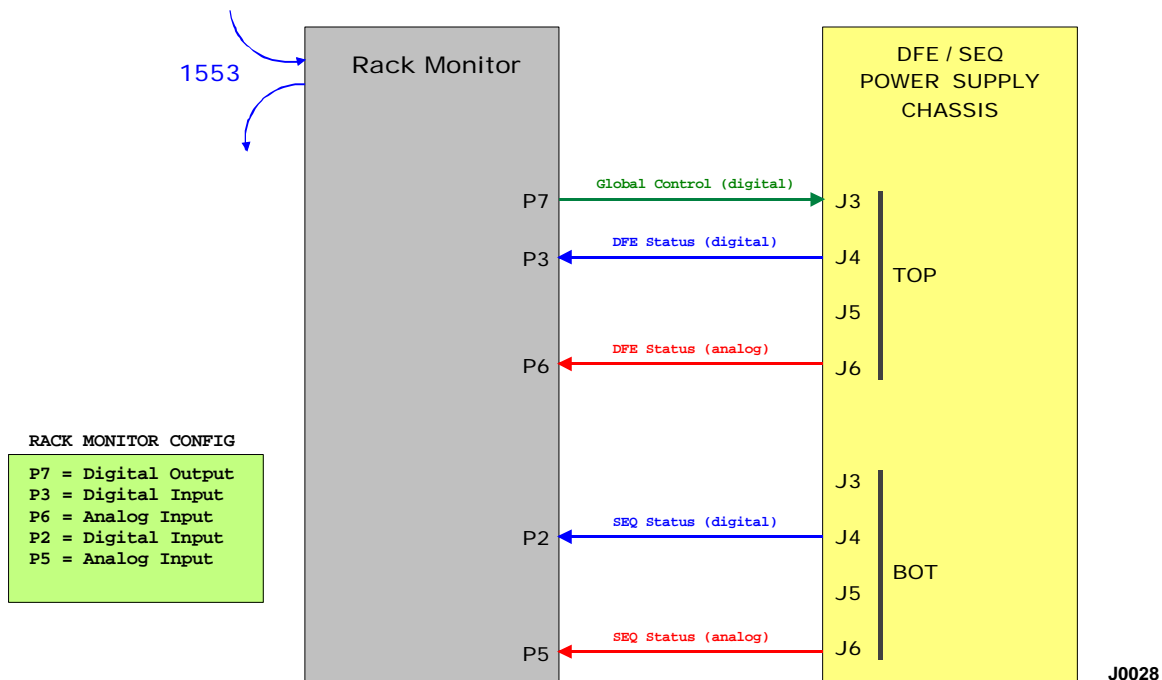 1553
Rack Monitor
DFE / SEQ
POWER SUPPLY
CHASSIS
P7
Global Control (digital)
J3
P3
DFE Status (digital)
J4
TOP
J5
P6
DFE Status (analog)
J6
RACK MONITOR CONFIG
P7 = Digital Output
P3 = Digital Input
P6 = Analog Input
P2 = Digital Input
P5 = Analog Input
J3
P2
SEQ Status (digital)
J4
BOT
J5
P5
SEQ Status (analog)
J6
J0028